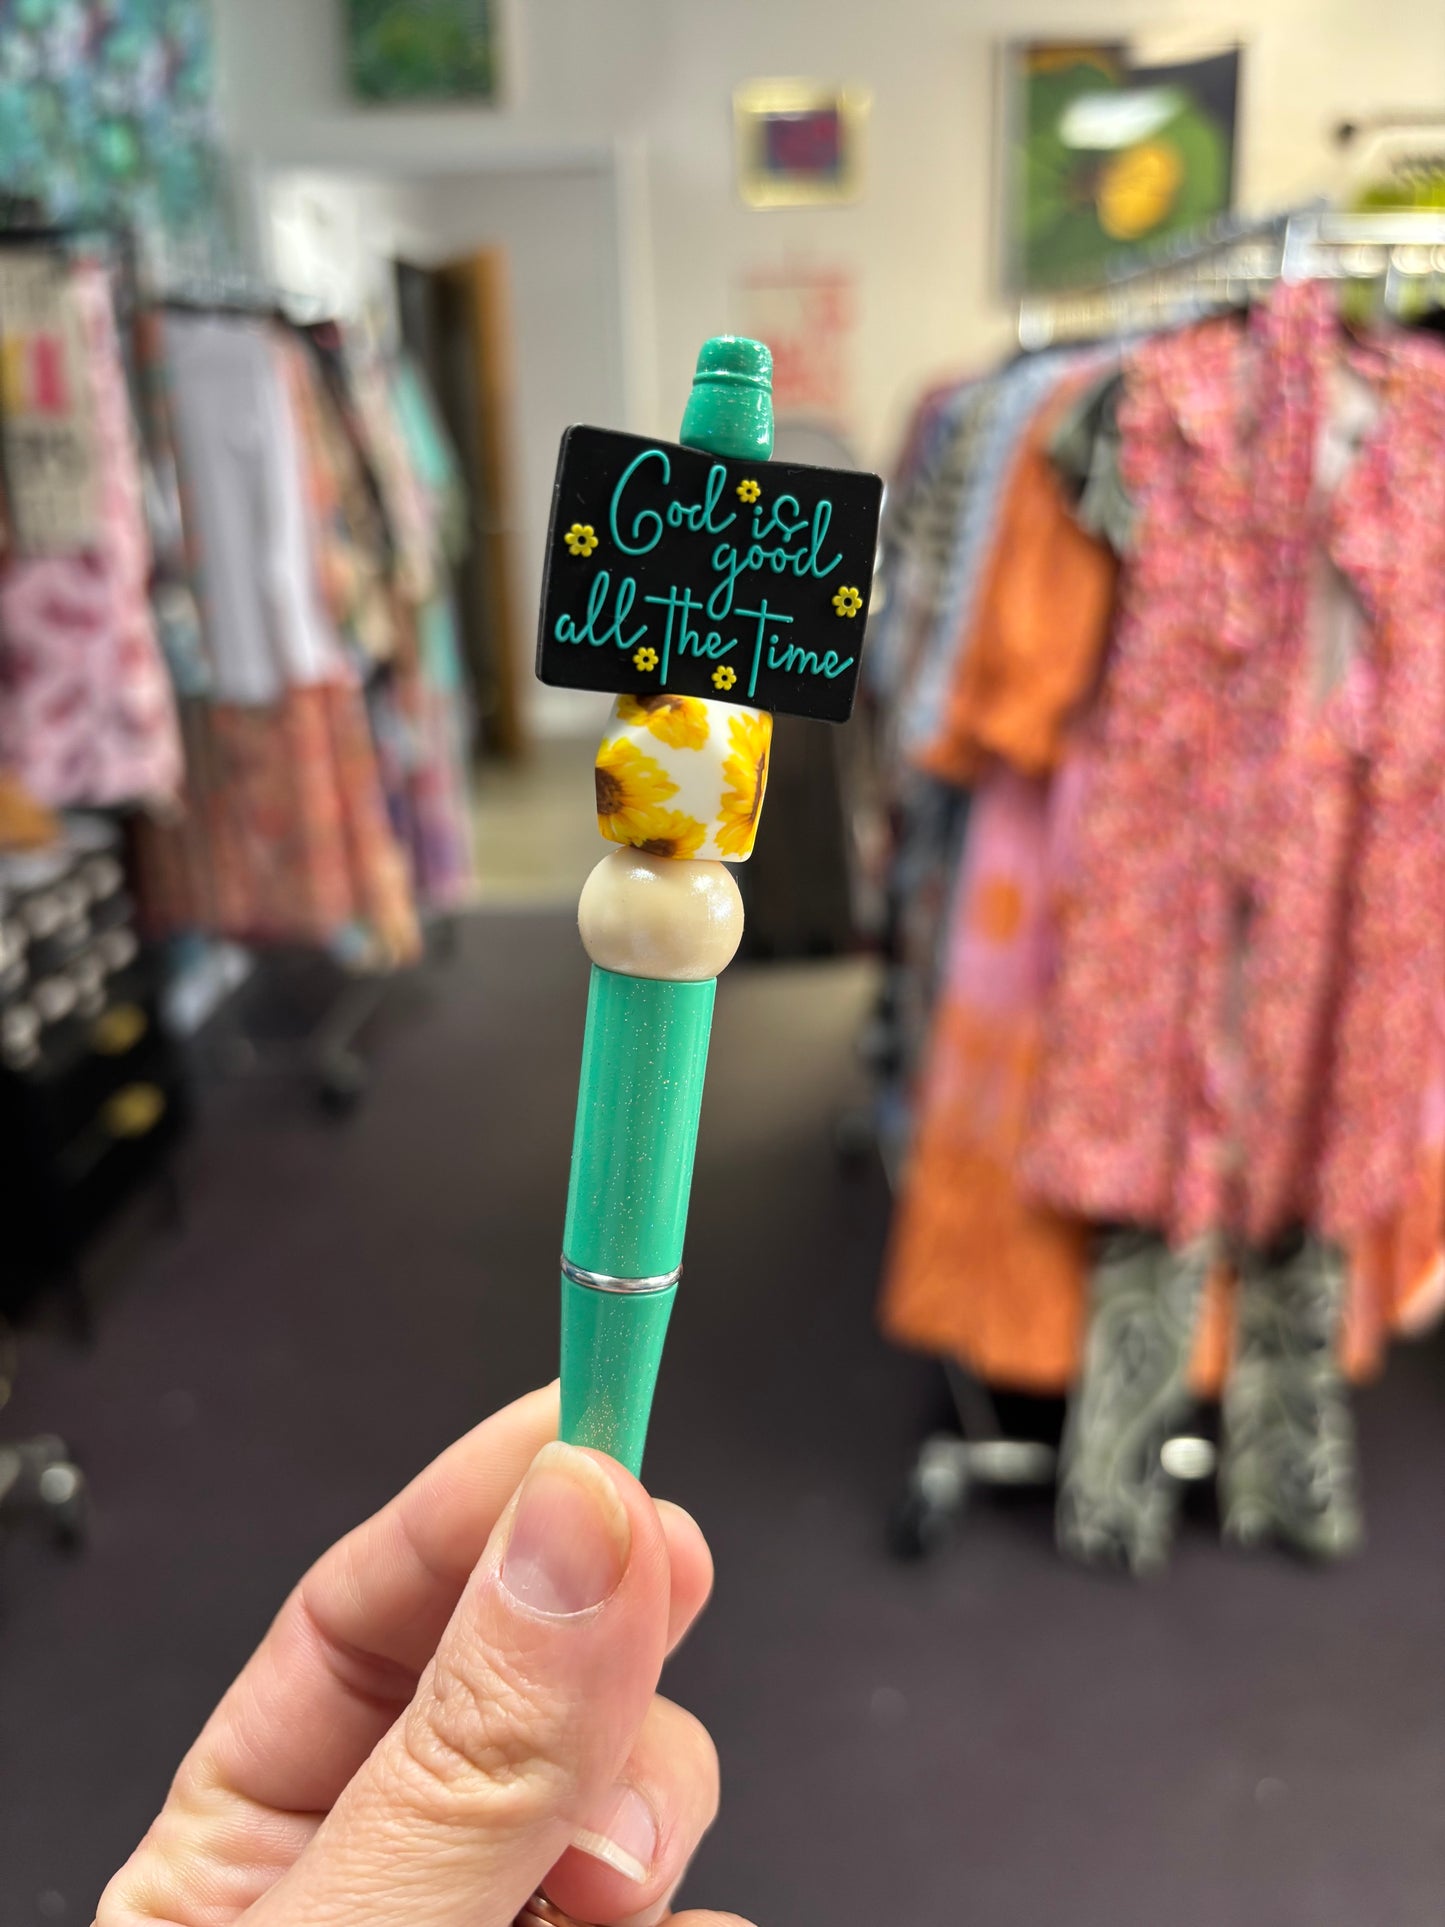 God is
good
all the time